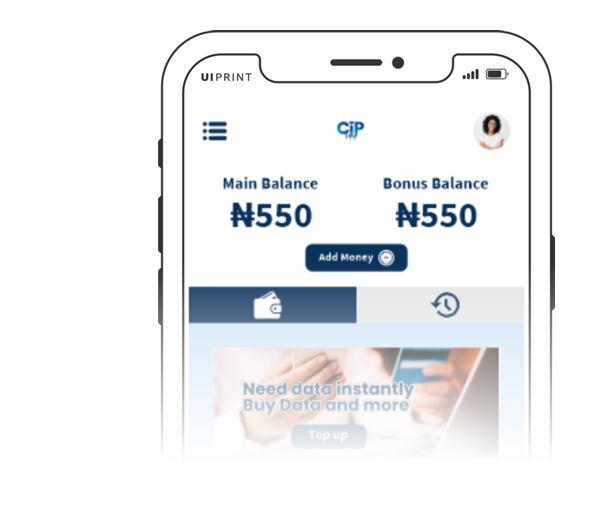 UIPRINT
CiP
Main Balance
Bonus Balance
₦550
₦550
Add Money
Need data instantly
Buy Data and more
Top up